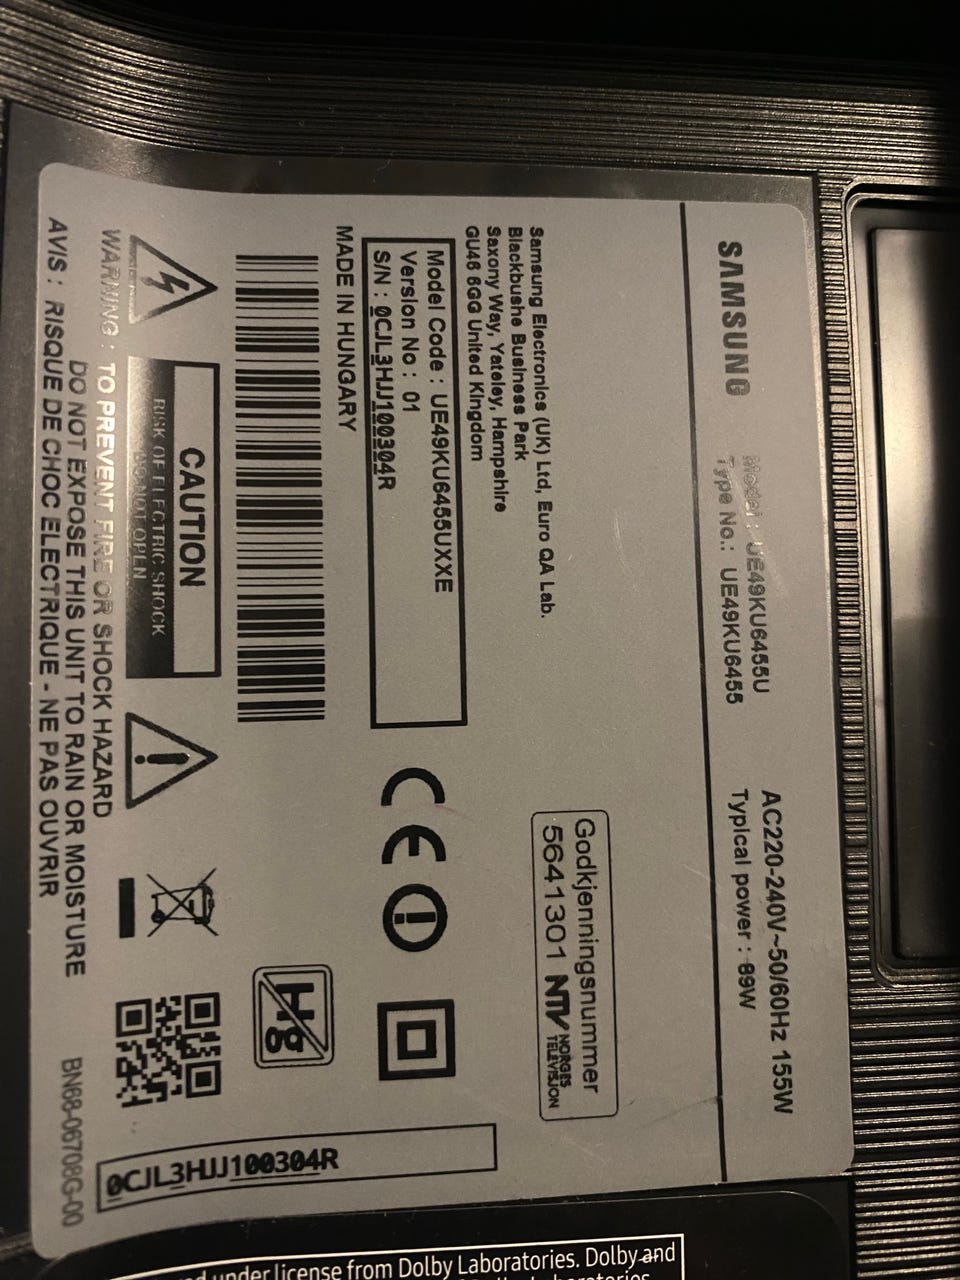 SAMSUNG
Model : UE49KU6455U
Type No.: UE49KU6455
AC220-240V~50/60Hz 155W
Typical power : 89W
Samsung Electronics (UK) Ltd, Euro QA Lab.
Blackbushe Business Park
Saxony Way, Yateley, Hampshire
GU46 6GG United Kingdom
Godkjenningsnummer
5641301 NTV NORGES
TELEVISJON
Model Code : UE49KU6455UXXE
Version No : 01
S/N : 0CJL3HJJ100304R
MADE IN HUNGARY
CE
Hg
CAUTION
RISK OF ELECTRIC SHOCK
DO NOT OPEN
WARNING : TO PREVENT FIRE OR SHOCK HAZARD
DO NOT EXPOSE THIS UNIT TO RAIN OR MOISTURE
AVIS : RISQUE DE CHOC ELECTRIQUE - NE PAS OUVRIR
BN68-06708G-00
0CJL3HJJ100304R
under license from Dolby Laboratories. Dolby and
Laboratories.